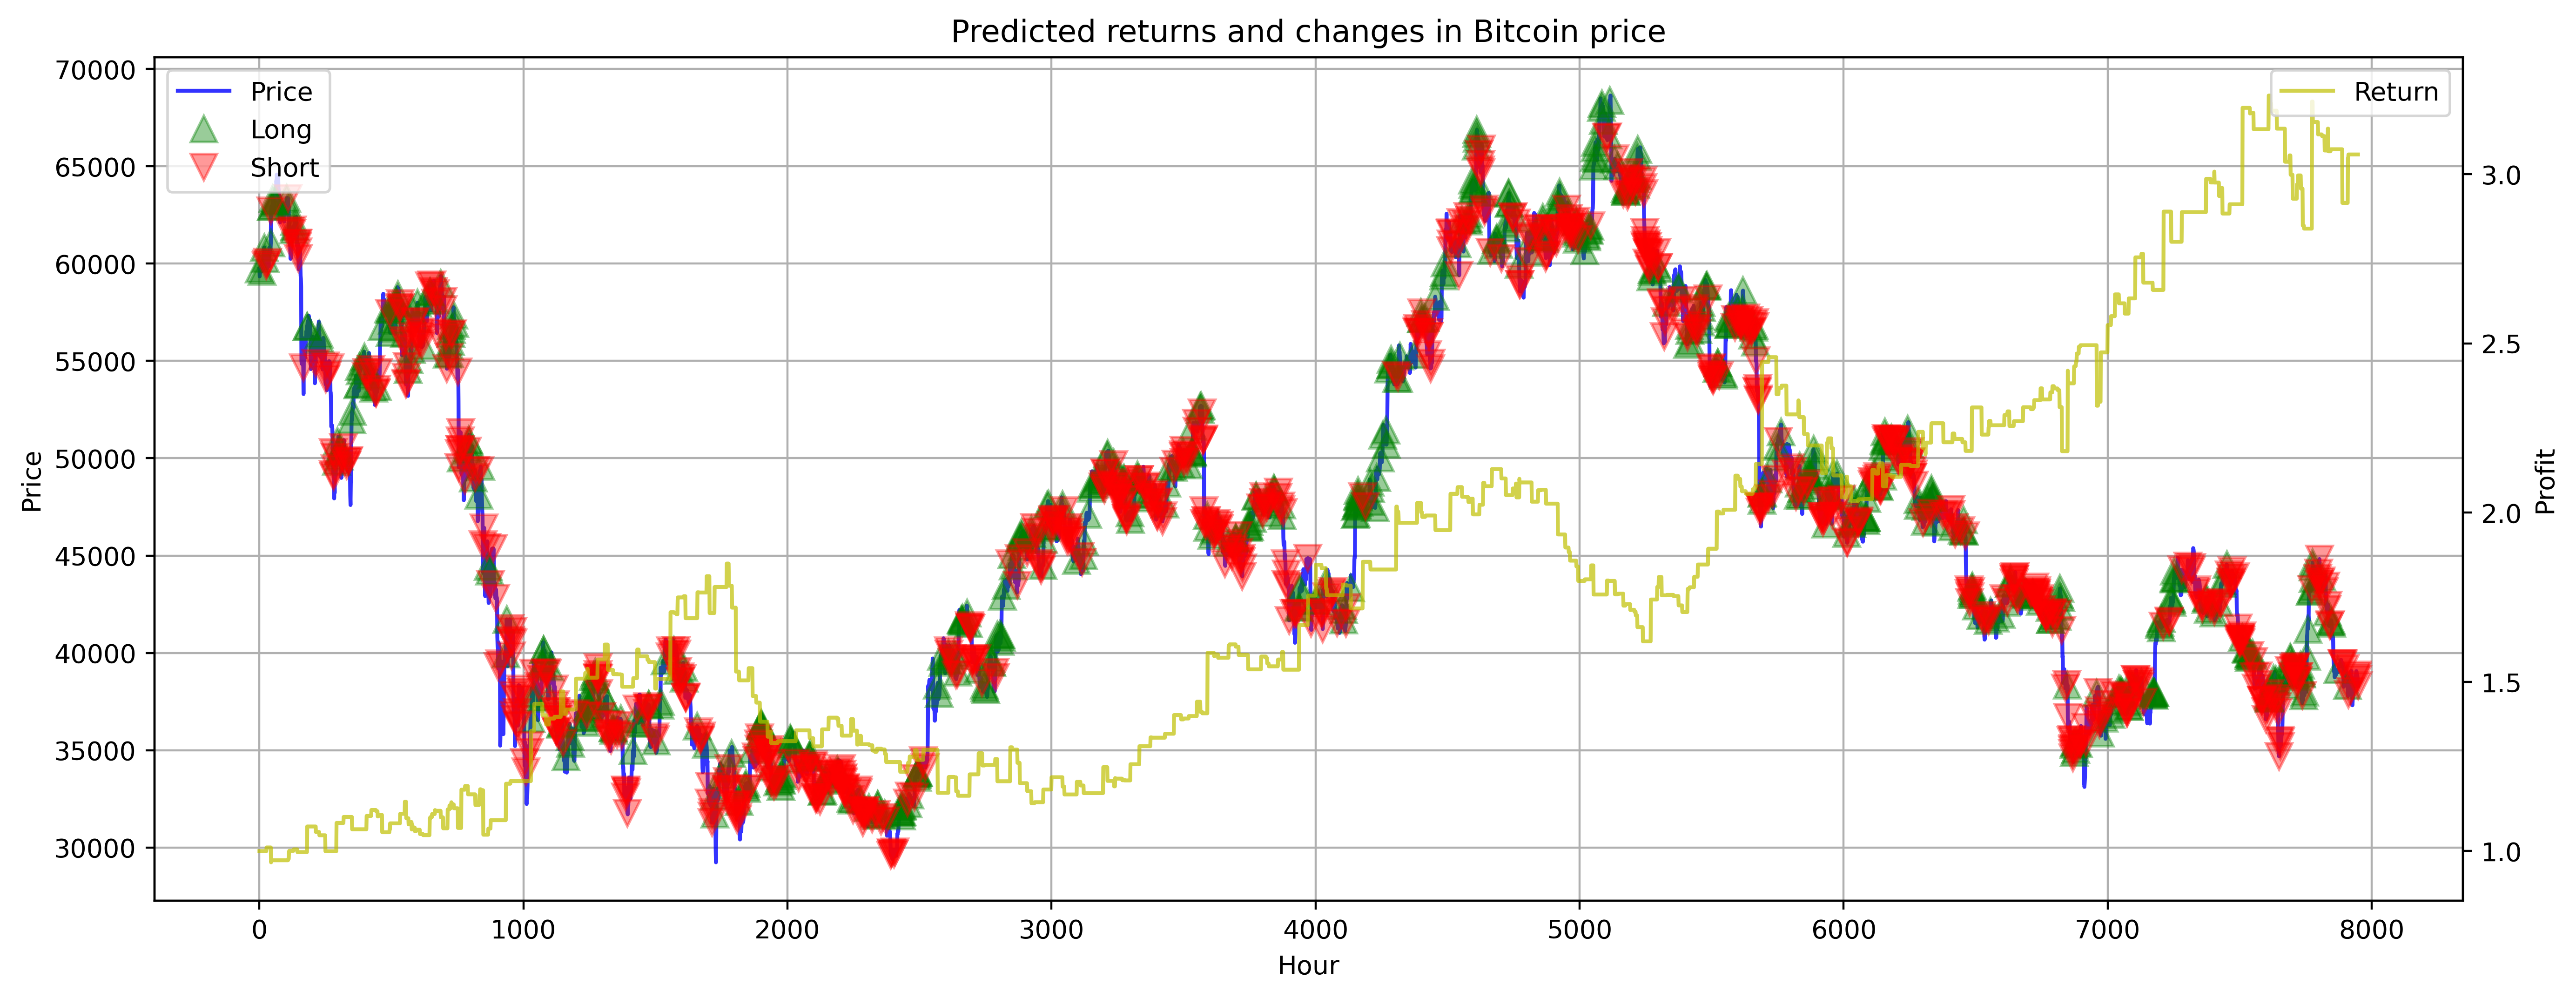 Predicted returns and changes in Bitcoin price
70000
65000
60000
55000
50000
45000
40000
35000
30000
Price
Price
Long
Short
Return
3.0
2.5
2.0
1.5
1.0
Profit
0 1000 2000 3000 4000 5000 6000 7000 8000
Hour